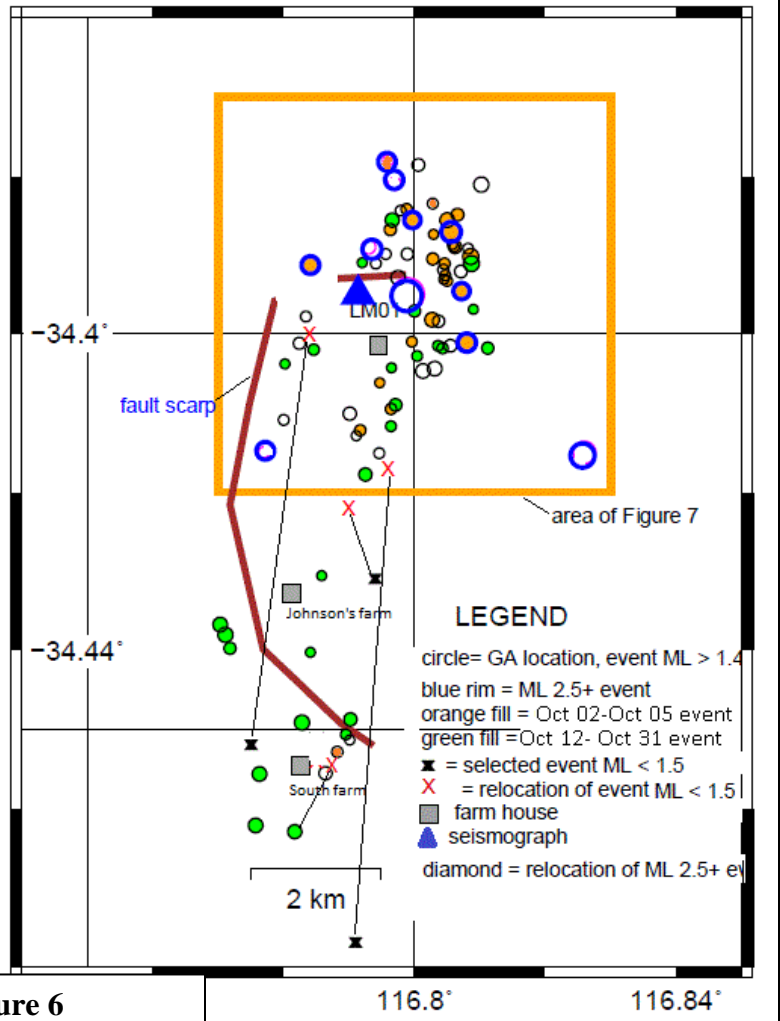 LM01
−34.4°
fault scarp
area of Figure 7
Johnson's farm
−34.44°
South farm
2 km
LEGEND
circle= GA location, event ML > 1.4
blue rim = ML 2.5+ event
orange fill = Oct 02-Oct 05 event
green fill =Oct 12- Oct 31 event
= selected event ML < 1.5
X = relocation of event ML < 1.5
farm house
seismograph
diamond = relocation of ML 2.5+ ev
ure 6
116.8°
116.84°